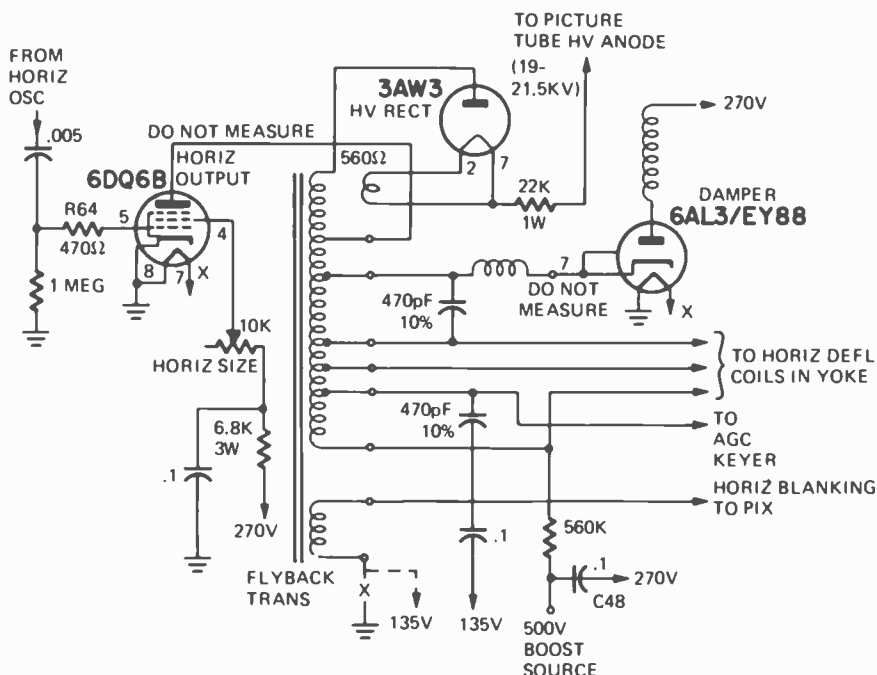 FROM
HORIZ
OSC
.005
DO NOT MEASURE
6DQ6B
HORIZ
OUTPUT
R64
470Ω
5
4
8
7
X
1 MEG
10K
HORIZ SIZE
6.8K
3W
.1
270V
560Ω
3AW3
HV RECT
2
7
TO PICTURE
TUBE HV ANODE
(19-
21.5KV)
22K
1W
270V
DAMPER
6AL3/EY88
7
DO NOT
MEASURE
X
470pF
10%
TO HORIZ DEFL
COILS IN YOKE
470pF
10%
TO
AGC
KEYER
HORIZ BLANKING
TO PIX
FLYBACK
TRANS
X
135V
.1
135V
560K
.1
C48
270V
500V
BOOST
SOURCE